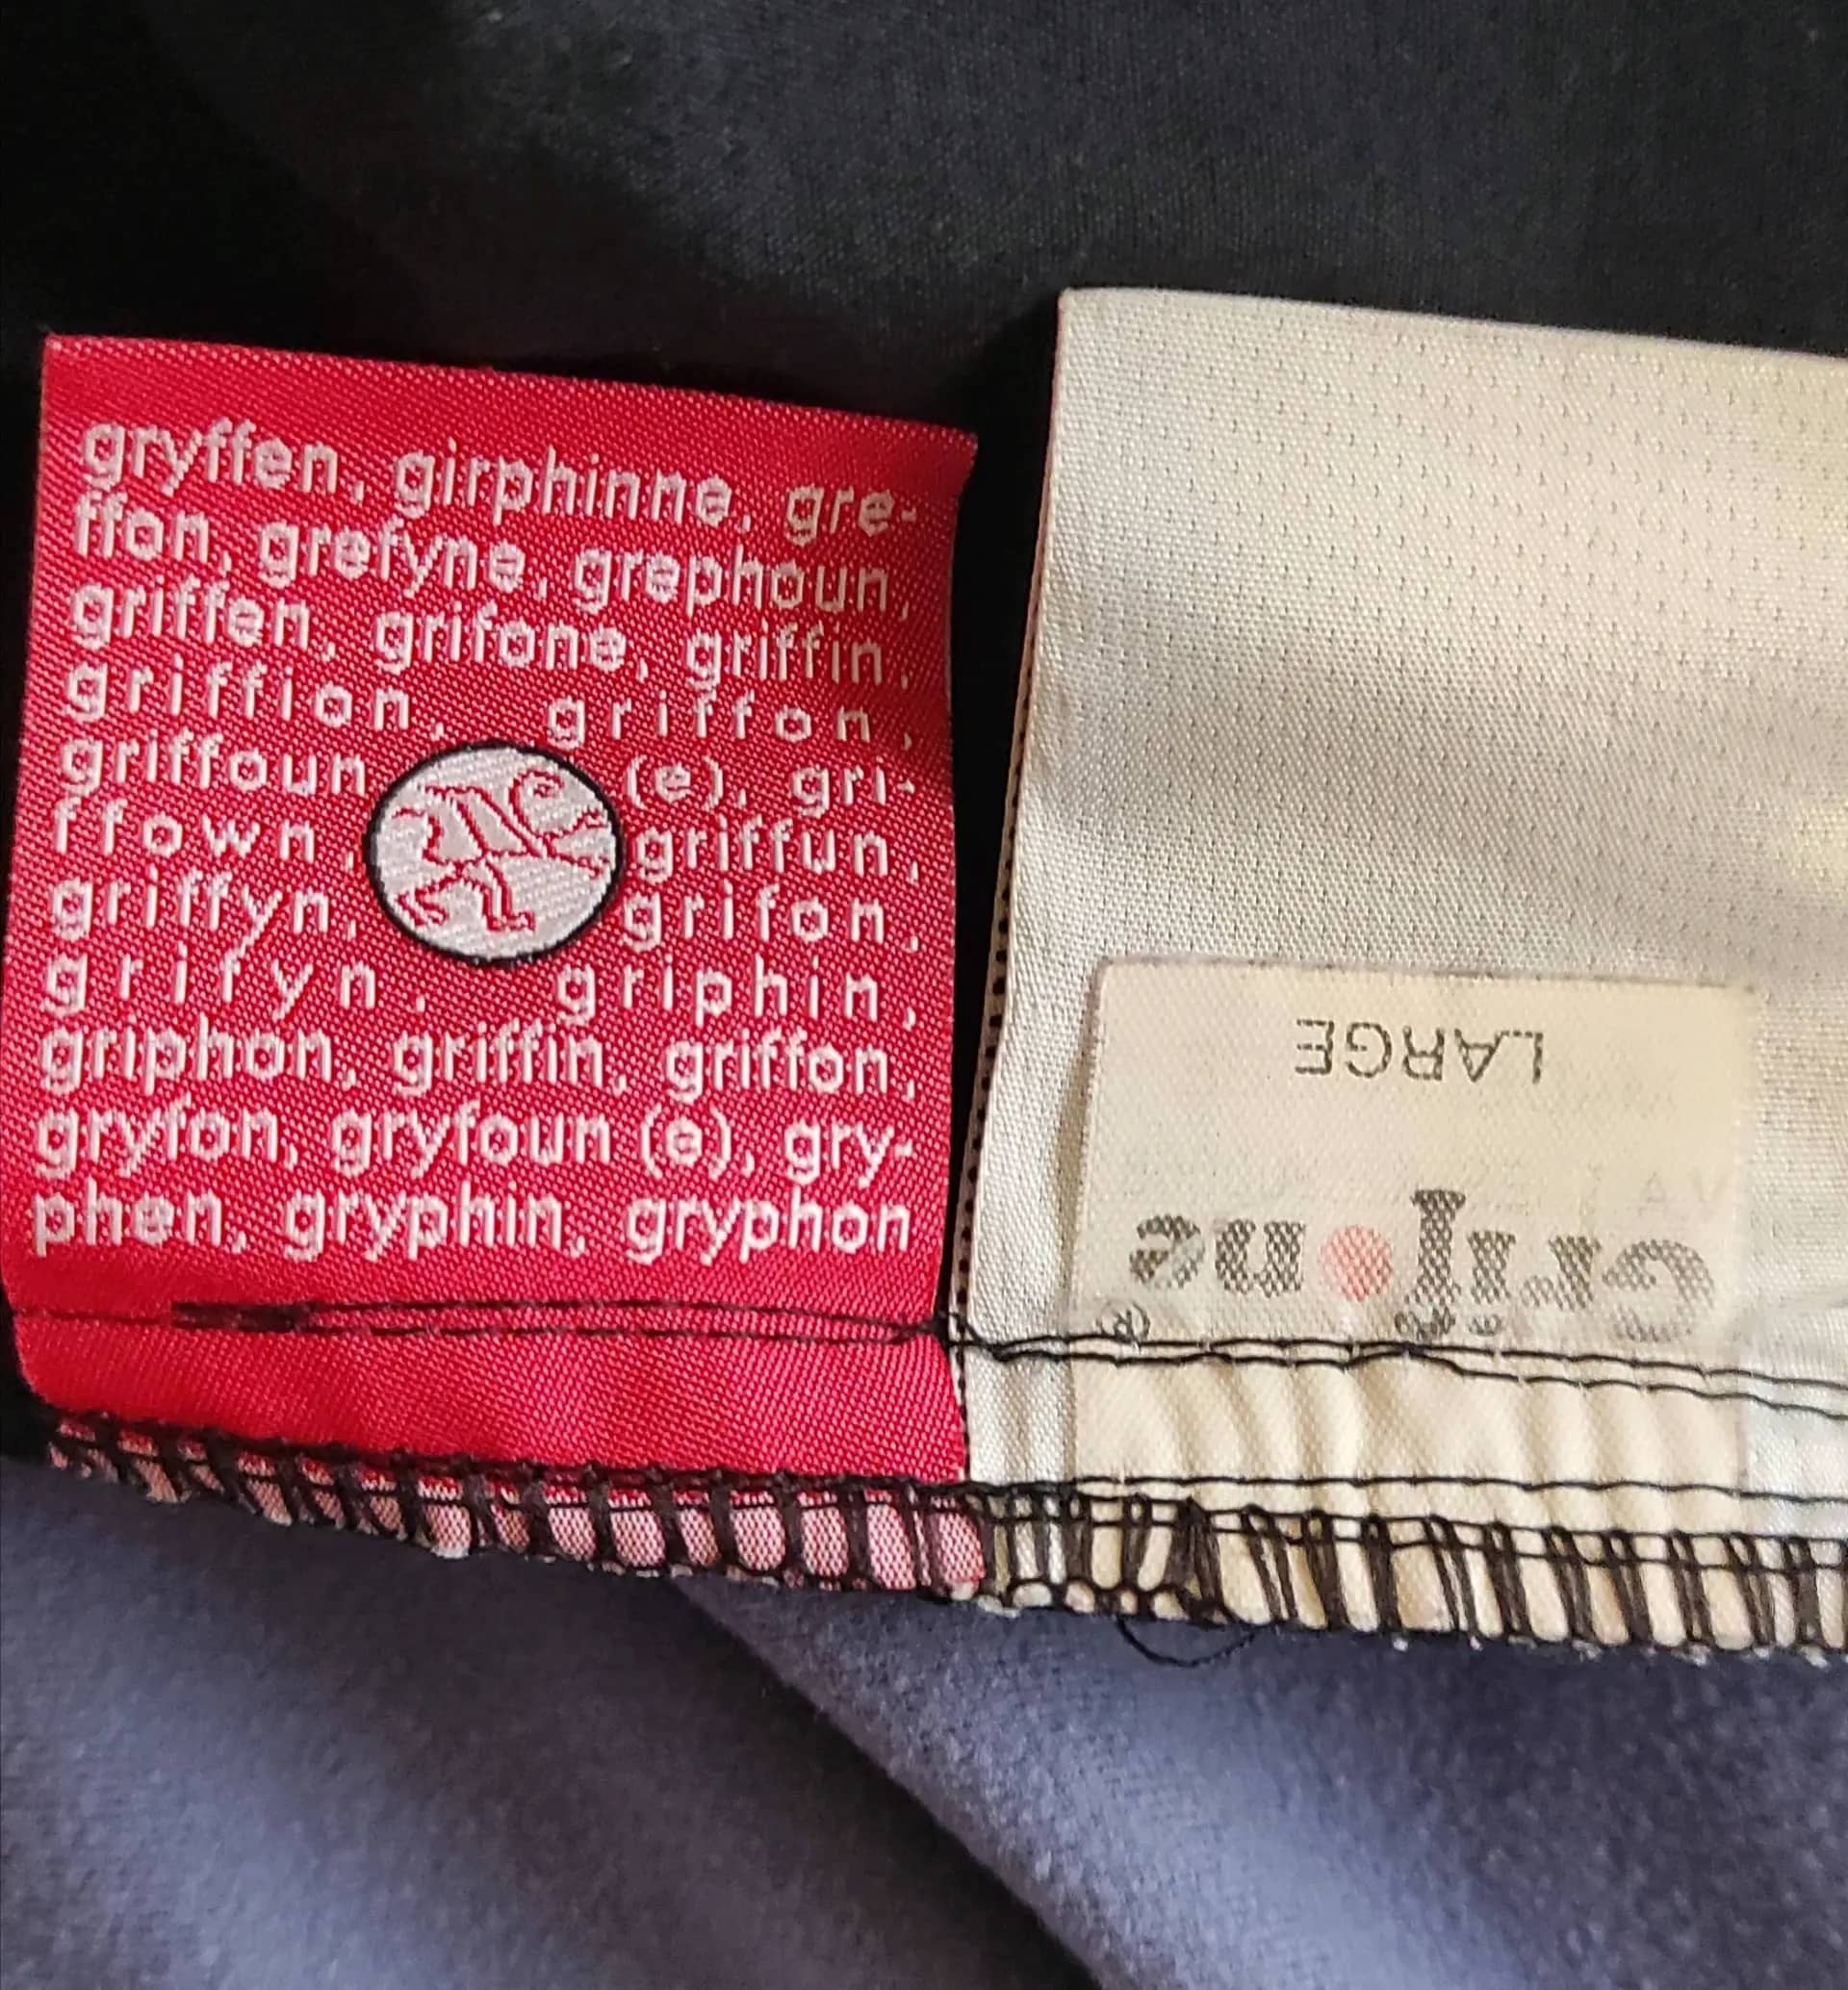 gryffen, girphinne, gre-
ffon, grefyne, grephoun,
griffen, grifone, griffin,
griffion, griffon,
griffoun (e), gri-
ffown, griffun,
griffyn, grifon,
grifyn, griphin,
griphon, griffin, griffon,
gryfon, gryfoun (e), gry-
phen, gryphin, gryphon
LARGE
Grifone
®